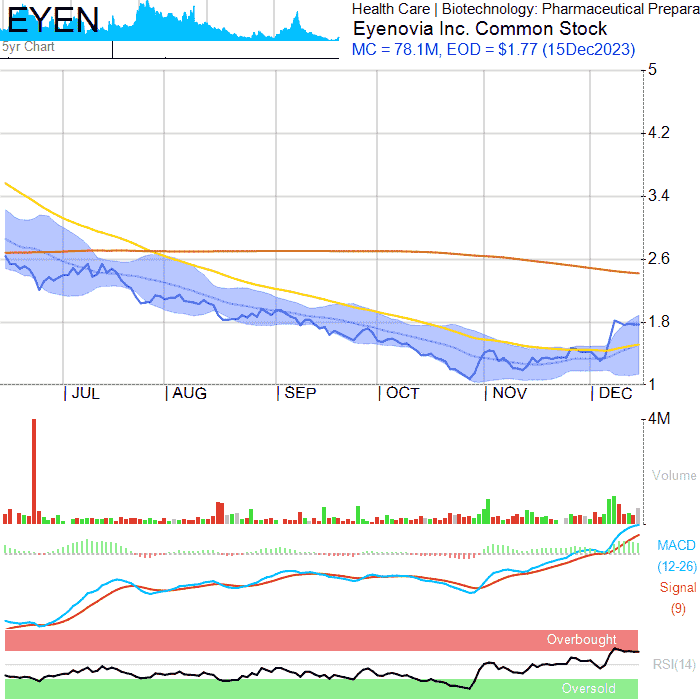 EYEN
Health Care | Biotechnology: Pharmaceutical Prepara
Eyenovia Inc. Common Stock
5yr Chart
MC = 78.1M, EOD = $1.77 (15Dec2023)
5
4.2
3.4
2.6
1.8
1
| JUL | AUG | SEP | OCT | NOV | DEC
4M
Volume
MACD
(12-26)
Signal
(9)
Overbought
RSI(14)
Oversold